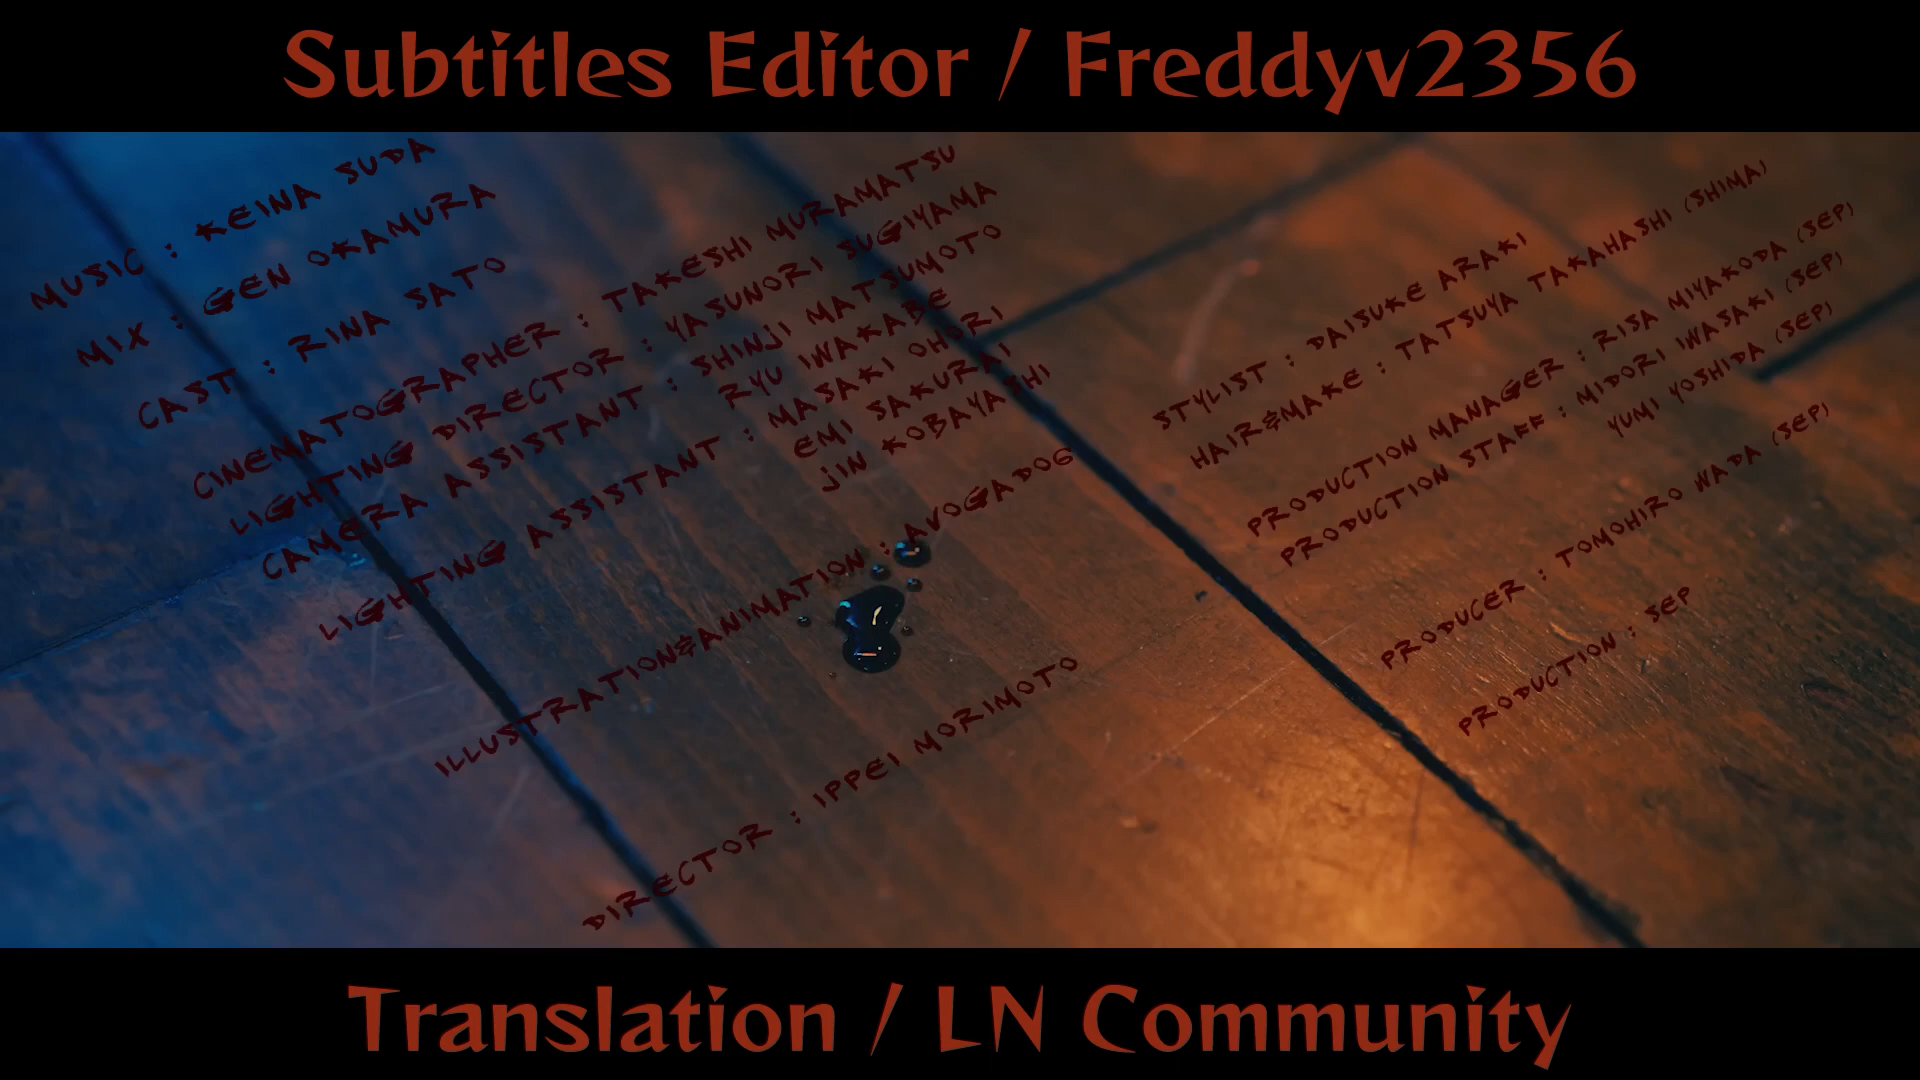 Subtitles Editor / Freddyv2356
MUSIC : KEINA SUDA
MIX : GEN OKAMURA
CAST : RINA SATO
CINEMATOGRAPHER : TAKESHI MURAMATSU
LIGHTING DIRECTOR : YASUNORI SUGIYAMA
CAMERA ASSISTANT : SHINJI MATSUMOTO
RYU IWAKABE
LIGHTING ASSISTANT : MASAKI OHORI
EMI SAKURAI
JIN KOBAYASHI
ILLUSTRATION&ANIMATION : AVOGADO6
DIRECTOR : IPPEI MORIMOTO
STYLIST : DAISUKE ARAKI
HAIR&MAKE : TATSUYA TAKAHASHI (SHIMA)
PRODUCTION MANAGER : RISA MIYAKODA (SEP)
PRODUCTION STAFF : MIDORI IWASAKI (SEP)
YUMI YOSHIDA (SEP)
PRODUCER : TOMOHIRO WADA (SEP)
PRODUCTION : SEP
Translation / LN Community